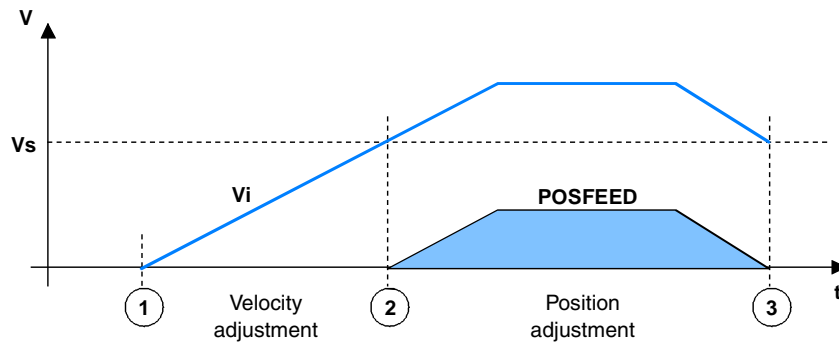 V
Vs
Vi
POSFEED
t
1
Velocity
adjustment
2
Position
adjustment
3